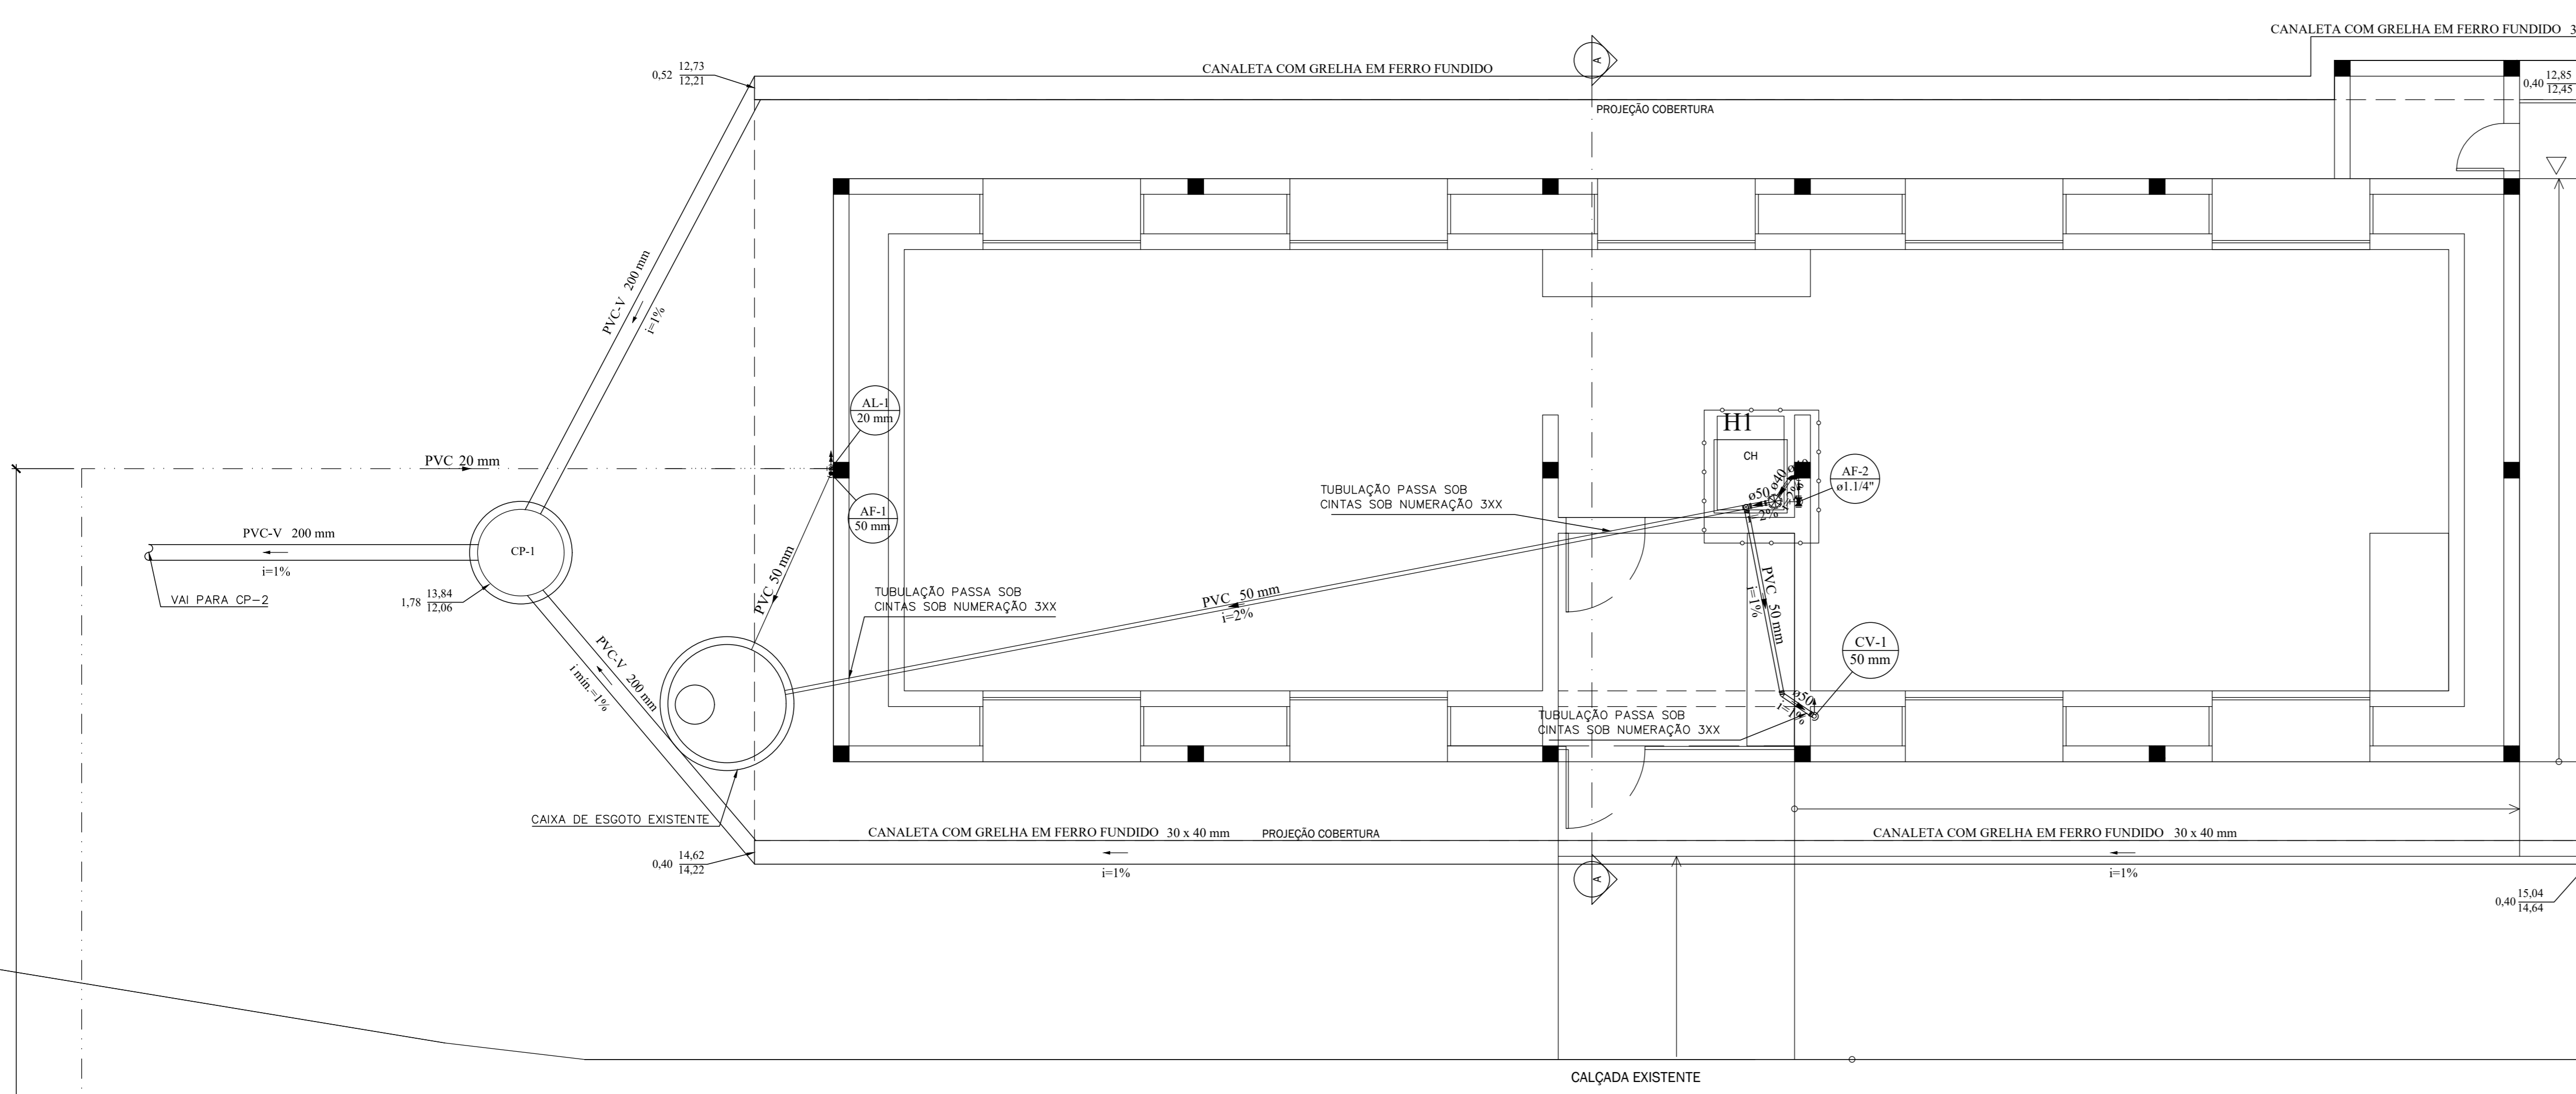 CANALETA COM GRELHA EM FERRO FUNDIDO 3
12,73
0,52
12,21
CANALETA COM GRELHA EM FERRO FUNDIDO
A
12,85
0,40
12,45
PROJEÇÃO COBERTURA
PVC-V 200 mm
i=1%
AL-1
20 mm
H1
CH
PVC 20 mm
AF-2
ø1.1/4"
ø40
ø50
i=2%
TUBULAÇÃO PASSA SOB
CINTAS SOB NUMERAÇÃO 3XX
AF-1
50 mm
PVC-V 200 mm
i=1%
CP-1
VAI PARA CP-2
13,84
1,78
12,06
PVC 50 mm
TUBULAÇÃO PASSA SOB
CINTAS SOB NUMERAÇÃO 3XX
PVC 50 mm
i=2%
PVC 50 mm
i=1%
CV-1
50 mm
PVC-V 200 mm
i min.=1%
ø50
i=1%
TUBULAÇÃO PASSA SOB
CINTAS SOB NUMERAÇÃO 3XX
CAIXA DE ESGOTO EXISTENTE
CANALETA COM GRELHA EM FERRO FUNDIDO 30 x 40 mm
PROJEÇÃO COBERTURA
CANALETA COM GRELHA EM FERRO FUNDIDO 30 x 40 mm
14,62
0,40
14,22
i=1%
A
i=1%
15,04
0,40
14,64
CALÇADA EXISTENTE